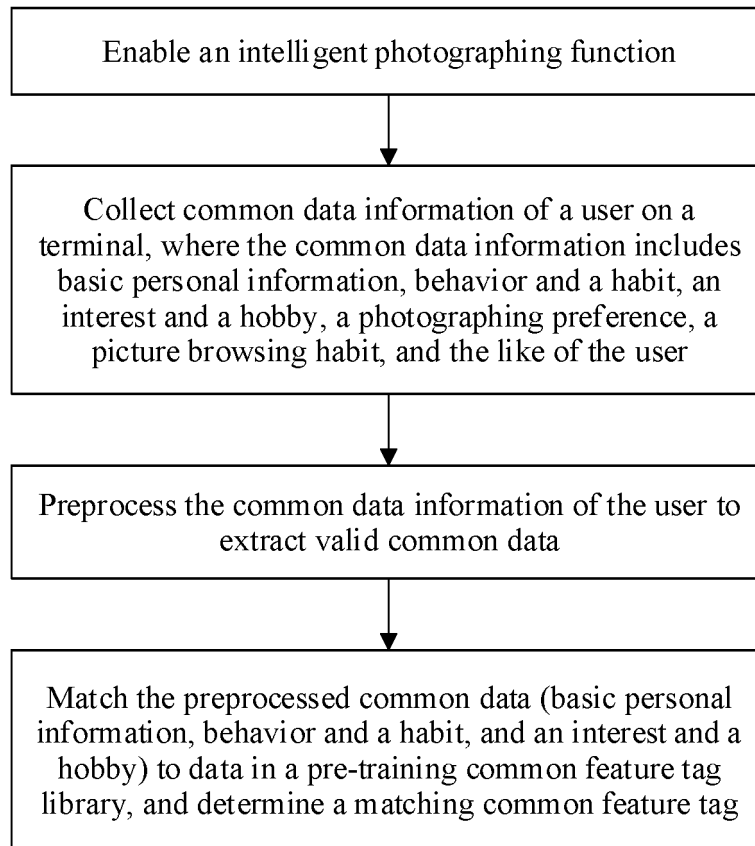 Enable an intelligent photographing function
Collect common data information of a user on a
terminal, where the common data information includes
basic personal information, behavior and a habit, an
interest and a hobby, a photographing preference, a
picture browsing habit, and the like of the user
Preprocess the common data information of the user to
extract valid common data
Match the preprocessed common data (basic personal
information, behavior and a habit, and an interest and a
hobby) to data in a pre-training common feature tag
library, and determine a matching common feature tag